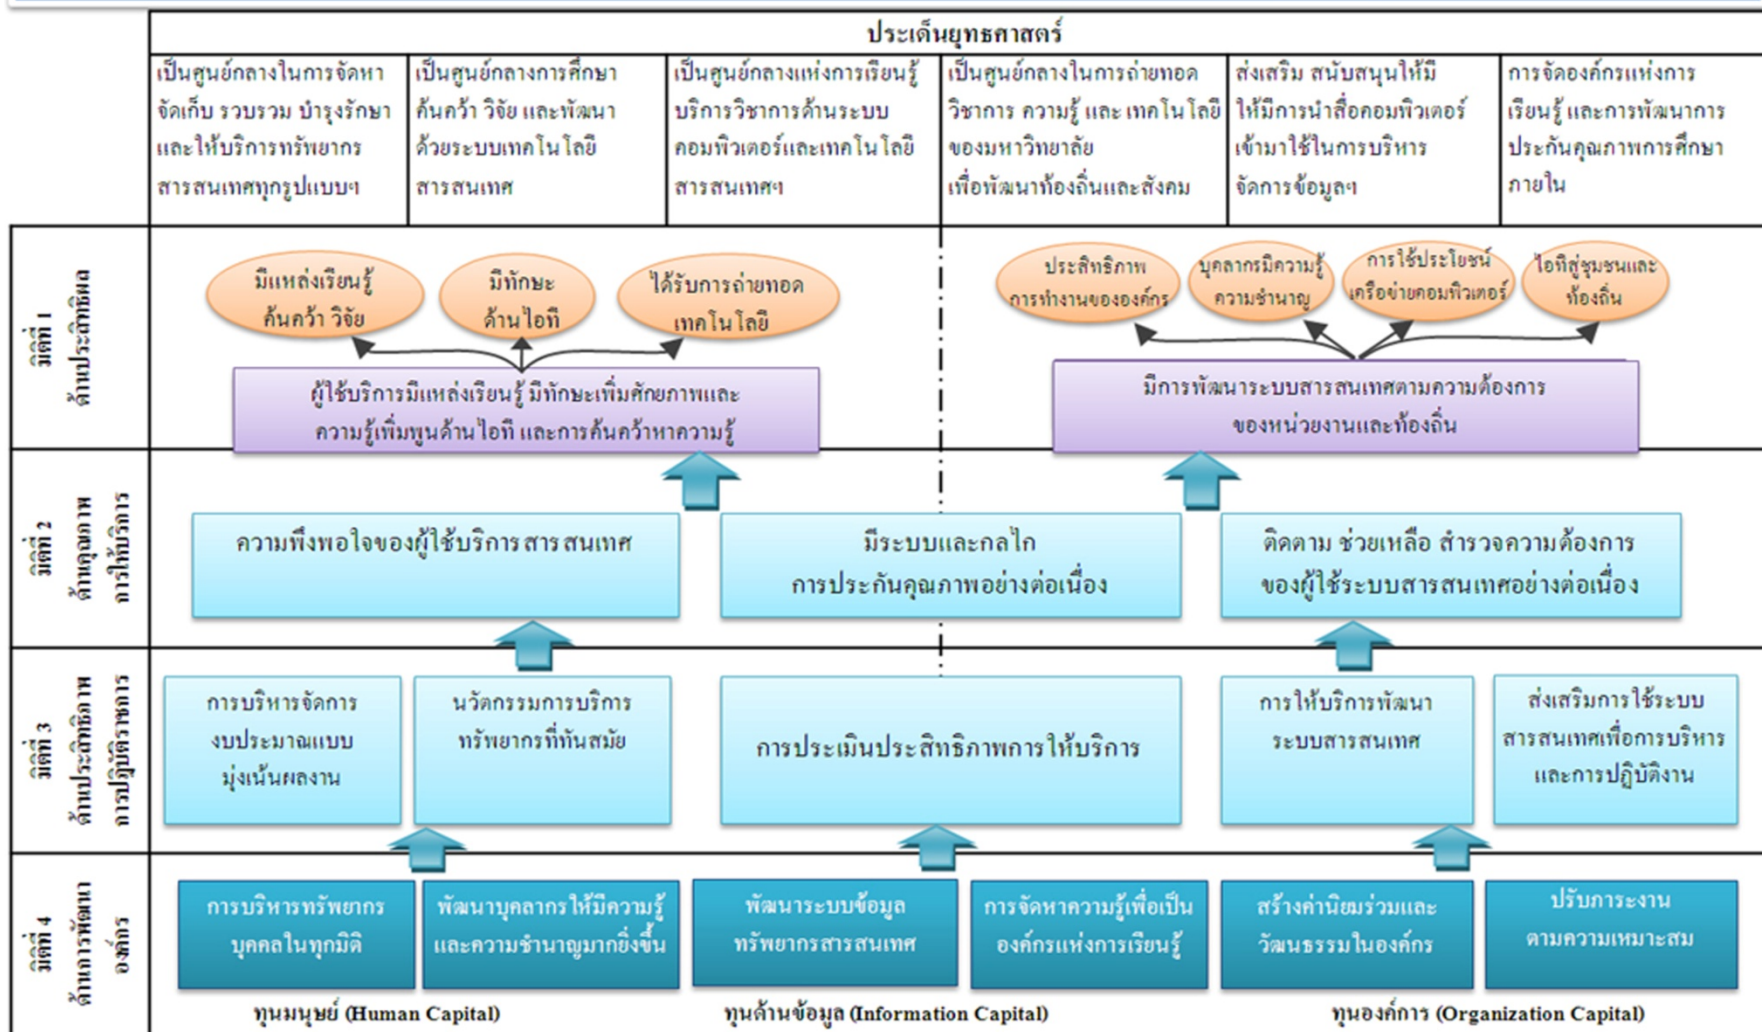 ประเด็นยุทธศาสตร์
เป็นศูนย์กลางในการจัดหา
จัดเก็บ รวบรวม บำรุงรักษา
และให้บริการทรัพยากร
สารสนเทศทุกรูปแบบฯ
เป็นศูนย์กลางการศึกษา
ค้นคว้า วิจัย และพัฒนา
ด้วยระบบเทคโนโลยี
สารสนเทศ
เป็นศูนย์กลางแห่งการเรียนรู้
บริการวิชาการด้านระบบ
คอมพิวเตอร์และเทคโนโลยี
สารสนเทศฯ
เป็นศูนย์กลางในการถ่ายทอด
วิชาการ ความรู้ และ เทคโนโลยี
ของมหาวิทยาลัย
เพื่อพัฒนาท้องถิ่นและสังคม
ส่งเสริม สนับสนุนให้มี
ให้มีการนำสื่อคอมพิวเตอร์
เข้ามาใช้ในการบริหาร
จัดการข้อมูลฯ
การจัดองค์กรแห่งการ
เรียนรู้ และการพัฒนาการ
ประกันคุณภาพการศึกษา
ภายใน
มิติที่ 1
ด้านประสิทธิผล
มีแหล่งเรียนรู้
ค้นคว้า วิจัย
มีทักษะ
ด้านไอที
ได้รับการถ่ายทอด
เทคโนโลยี
ประสิทธิภาพ
การทำงานขององค์กร
บุคลากรมีความรู้
ความชำนาญ
การใช้ประโยชน์
เครือข่ายคอมพิวเตอร์
ไอทีสู่ชุมชนและ
ท้องถิ่น
ผู้ใช้บริการมีแหล่งเรียนรู้ มีทักษะเพิ่มศักยภาพและ
ความรู้เพิ่มพูนด้านไอที และการค้นคว้าหาความรู้
มีการพัฒนาระบบสารสนเทศตามความต้องการ
ของหน่วยงานและท้องถิ่น
มิติที่ 2
ด้านคุณภาพ
การให้บริการ
ความพึงพอใจของผู้ใช้บริการสารสนเทศ
มีระบบและกลไก
การประกันคุณภาพอย่างต่อเนื่อง
ติดตาม ช่วยเหลือ สำรวจความต้องการ
ของผู้ใช้ระบบสารสนเทศอย่างต่อเนื่อง
มิติที่ 3
ด้านประสิทธิภาพ
การปฏิบัติราชการ
การบริหารจัดการ
งบประมาณแบบ
มุ่งเน้นผลงาน
นวัตกรรมการบริการ
ทรัพยากรที่ทันสมัย
การประเมินประสิทธิภาพการให้บริการ
การให้บริการพัฒนา
ระบบสารสนเทศ
ส่งเสริมการใช้ระบบ
สารสนเทศเพื่อการบริหาร
และการปฏิบัติงาน
มิติที่ 4
ด้านการพัฒนา
องค์กร
การบริหารทรัพยากร
บุคคลในทุกมิติ
พัฒนาบุคลากรให้มีความรู้
และความชำนาญมากยิ่งขึ้น
พัฒนาระบบข้อมูล
ทรัพยากรสารสนเทศ
การจัดหาความรู้เพื่อเป็น
องค์กรแห่งการเรียนรู้
สร้างค่านิยมร่วมและ
วัฒนธรรมในองค์กร
ปรับภาระงาน
ตามความเหมาะสม
ทุนมนุษย์ (Human Capital)
ทุนด้านข้อมูล (Information Capital)
ทุนองค์การ (Organization Capital)